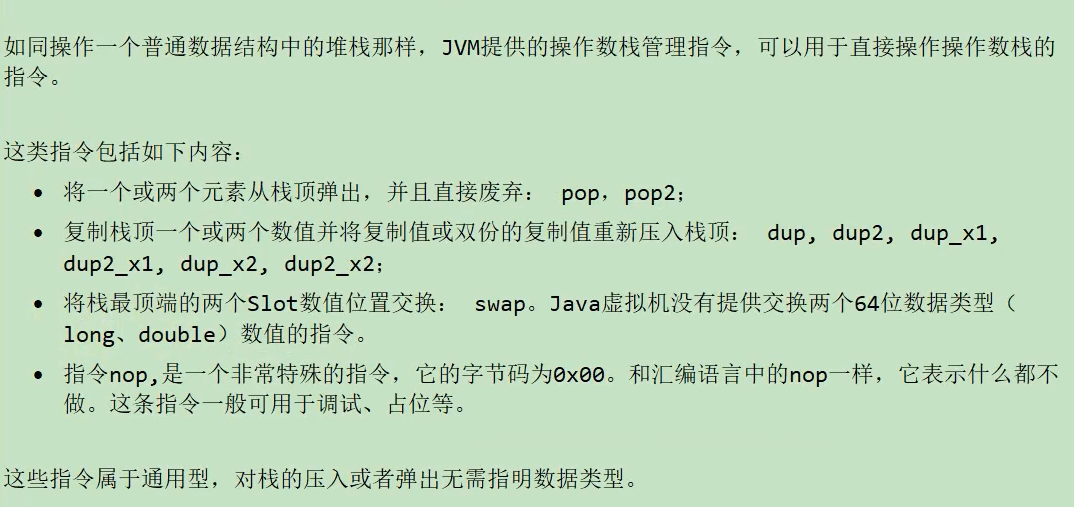 如同操作一个普通数据结构中的堆栈那样，JVM提供的操作数栈管理指令，可以用于直接操作操作数栈的
指令。
这类指令包括如下内容：
• 将一个或两个元素从栈顶弹出，并且直接废弃： pop，pop2；
• 复制栈顶一个或两个数值并将复制值或双份的复制值重新压入栈顶： dup, dup2, dup_x1,
dup2_x1, dup_x2, dup2_x2；
• 将栈最顶端的两个Slot数值位置交换： swap。Java虚拟机没有提供交换两个64位数据类型（
long、double）数值的指令。
• 指令nop,是一个非常特殊的指令，它的字节码为0x00。和汇编语言中的nop一样，它表示什么都不
做。这条指令一般可用于调试、占位等。
这些指令属于通用型，对栈的压入或者弹出无需指明数据类型。